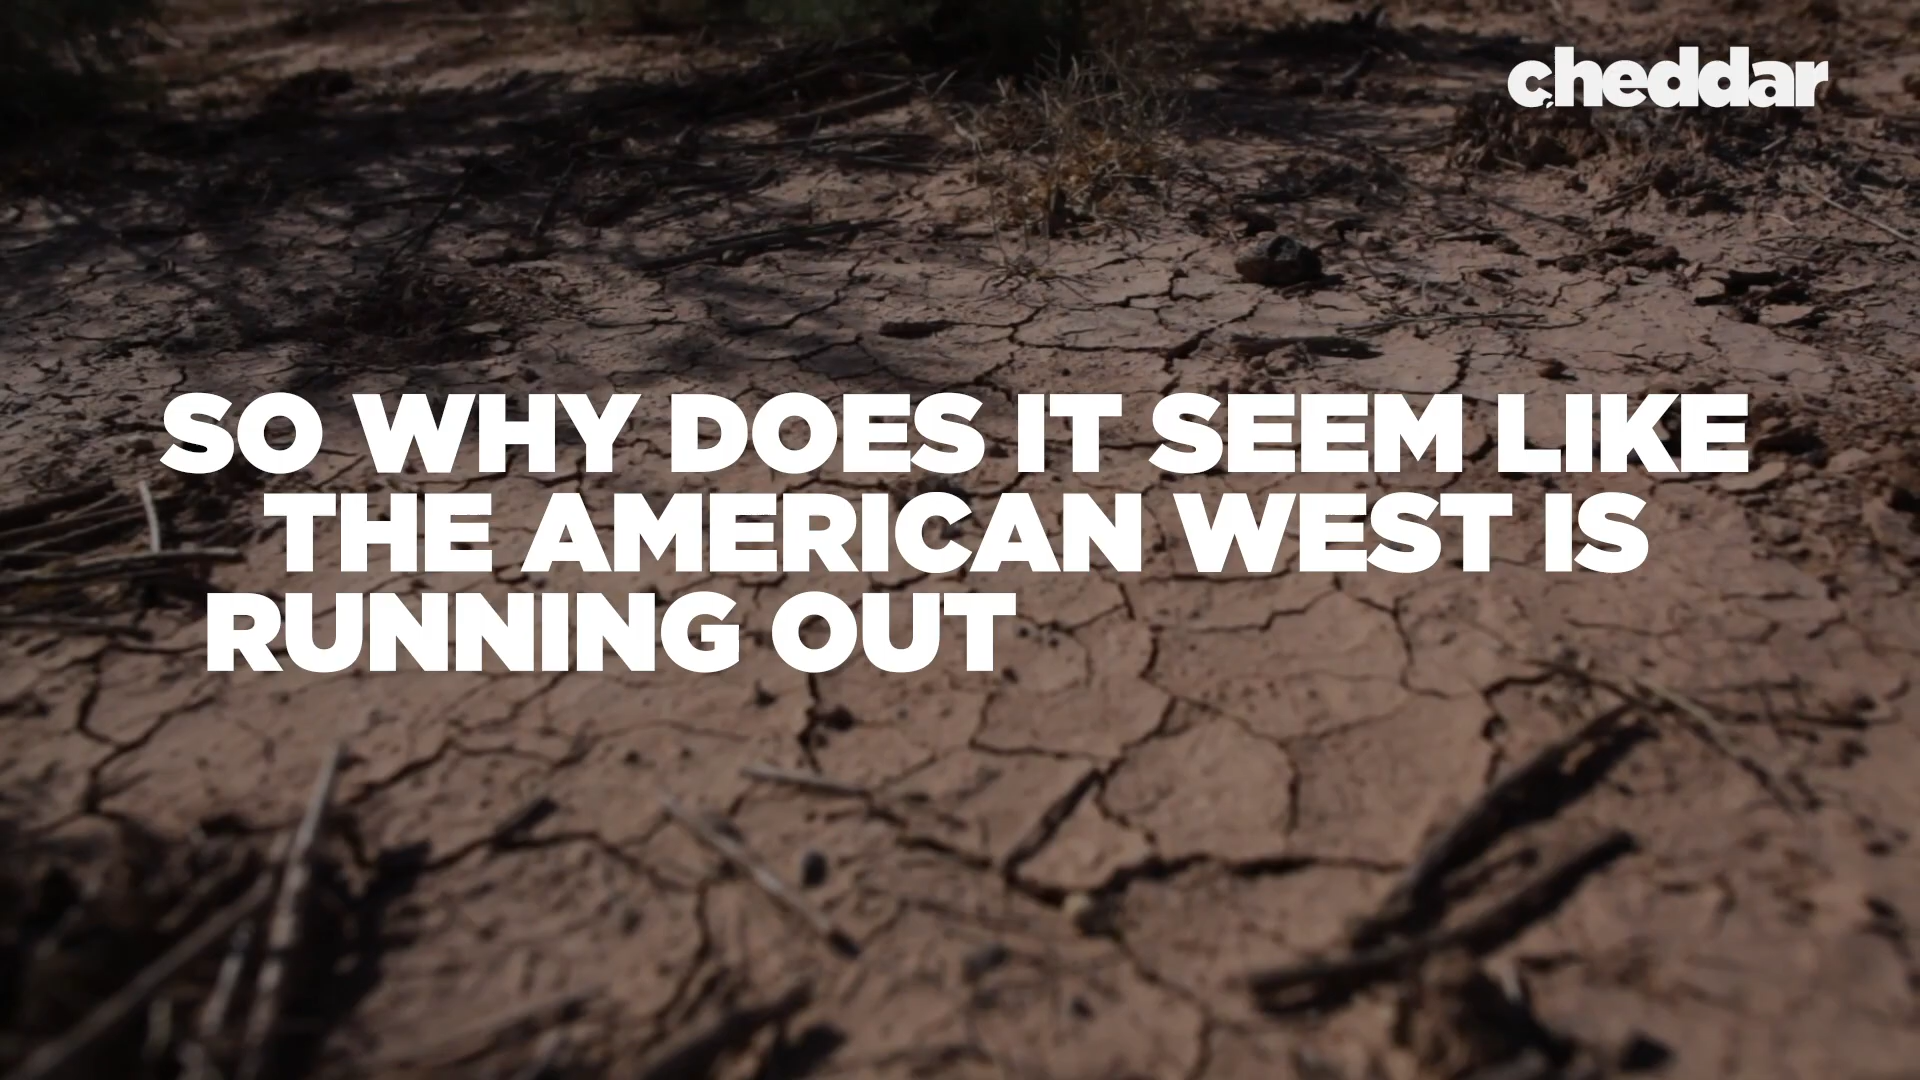 cheddar
SO WHY DOES IT SEEM LIKE
THE AMERICAN WEST IS
RUNNING OUT